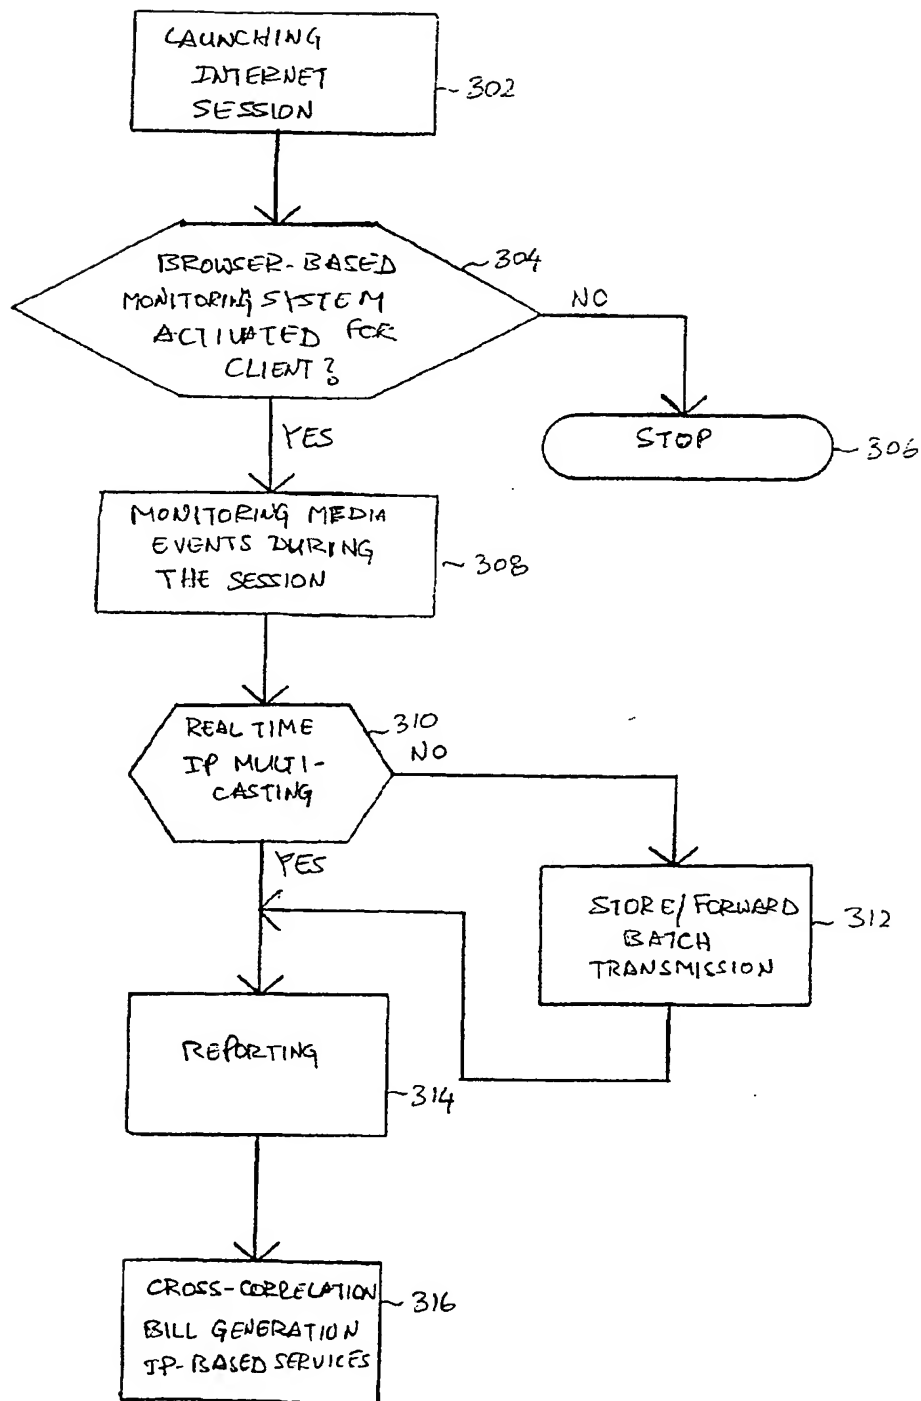 LAUNCHING
INTERNET
SESSION
302
BROWSER-BASED
MONITORING SYSTEM
ACTIVATED FOR
CLIENT?
304
NO
STOP
306
YES
MONITORING MEDIA
EVENTS DURING
THE SESSION
308
REAL TIME
IP MULTI-
CASTING
310
NO
YES
STORE/FORWARD
BATCH
TRANSMISSION
312
REPORTING
314
CROSS-CORRELATION
BILL GENERATION
IP-BASED SERVICES
316